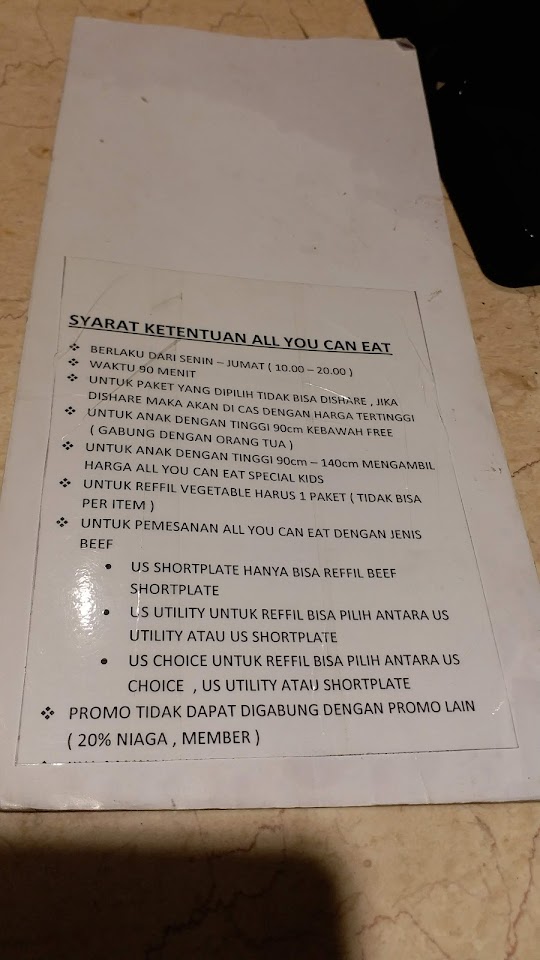 SYARAT KETENTUAN ALL YOU CAN EAT
❖ BERLAKU DARI SENIN – JUMAT ( 10.00 – 20.00 )
❖ WAKTU 90 MENIT
❖ UNTUK PAKET YANG DIPILIH TIDAK BISA DISHARE , JIKA
DISHARE MAKA AKAN DI CAS DENGAN HARGA TERTINGGI
❖ UNTUK ANAK DENGAN TINGGI 90cm KEBAWAH FREE
( GABUNG DENGAN ORANG TUA )
❖ UNTUK ANAK DENGAN TINGGI 90cm – 140cm MENGAMBIL
HARGA ALL YOU CAN EAT SPECIAL KIDS
❖ UNTUK REFFIL VEGETABLE HARUS 1 PAKET ( TIDAK BISA
PER ITEM )
❖ UNTUK PEMESANAN ALL YOU CAN EAT DENGAN JENIS
BEEF
• US SHORTPLATE HANYA BISA REFFIL BEEF
SHORTPLATE
• US UTILITY UNTUK REFFIL BISA PILIH ANTARA US
UTILITY ATAU US SHORTPLATE
• US CHOICE UNTUK REFFIL BISA PILIH ANTARA US
CHOICE , US UTILITY ATAU SHORTPLATE
❖ PROMO TIDAK DAPAT DIGABUNG DENGAN PROMO LAIN
( 20% NIAGA , MEMBER )